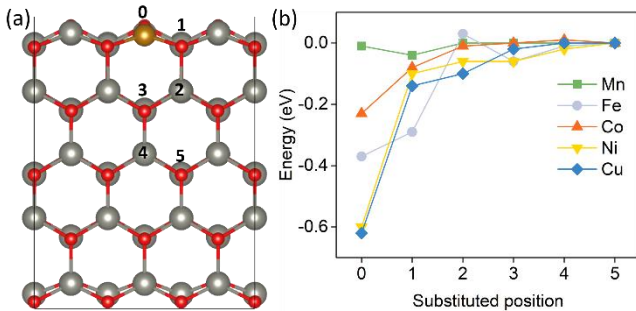 (a)
0
1
3
2
4
5
(b)
Energy (eV)
0.0
-0.2
-0.4
-0.6
Mn
Fe
Co
Ni
Cu
0 1 2 3 4 5
Substituted position